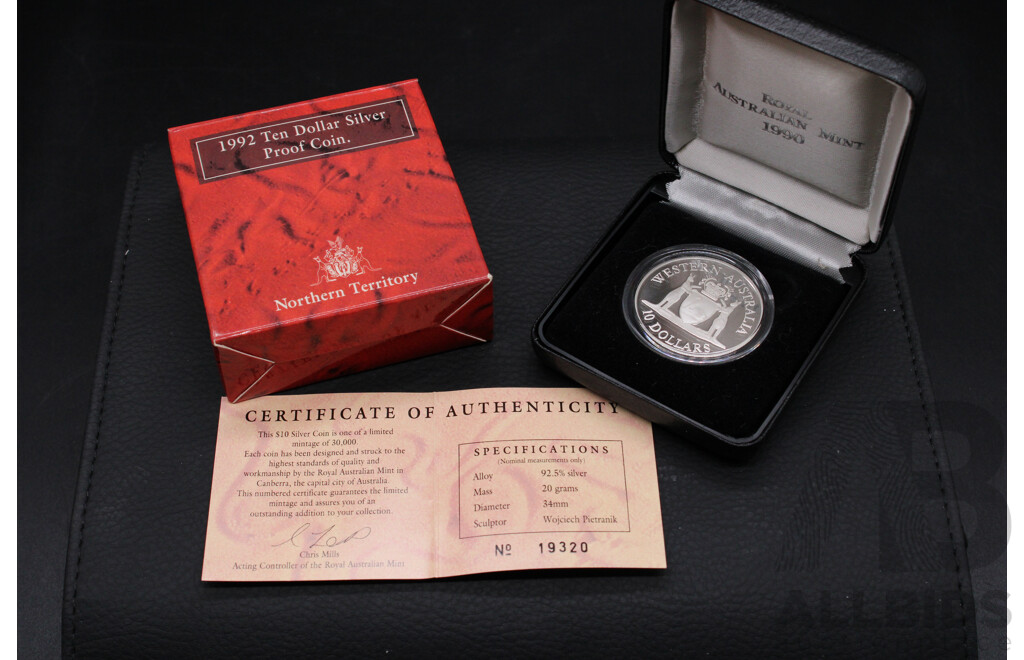 1992 Ten Dollar Silver
Proof Coin.
Northern Territory
ROYAL
AUSTRALIAN MINT
1990
WESTERN AUSTRALIA
10 DOLLARS
CERTIFICATE OF AUTHENTICITY
This $10 Silver Coin is one of a limited
mintage of 30,000
Each coin has been designed and struck to the
highest standards of quality and
workmanship by the Royal Australian Mint in
Canberra, the capital city of Australia
This numbered certificate guarantees the limited
mintage and assures you of an
outstanding addition to your collection.
Chris Mills
Acting Controller of the Royal Australian Mint
SPECIFICATIONS
(Nominal measurements only)
Alloy 92.5% silver
Mass 20 grams
Diameter 34mm
Sculptor Wojciech Pietranik
Nº 19320
ALLBIDS